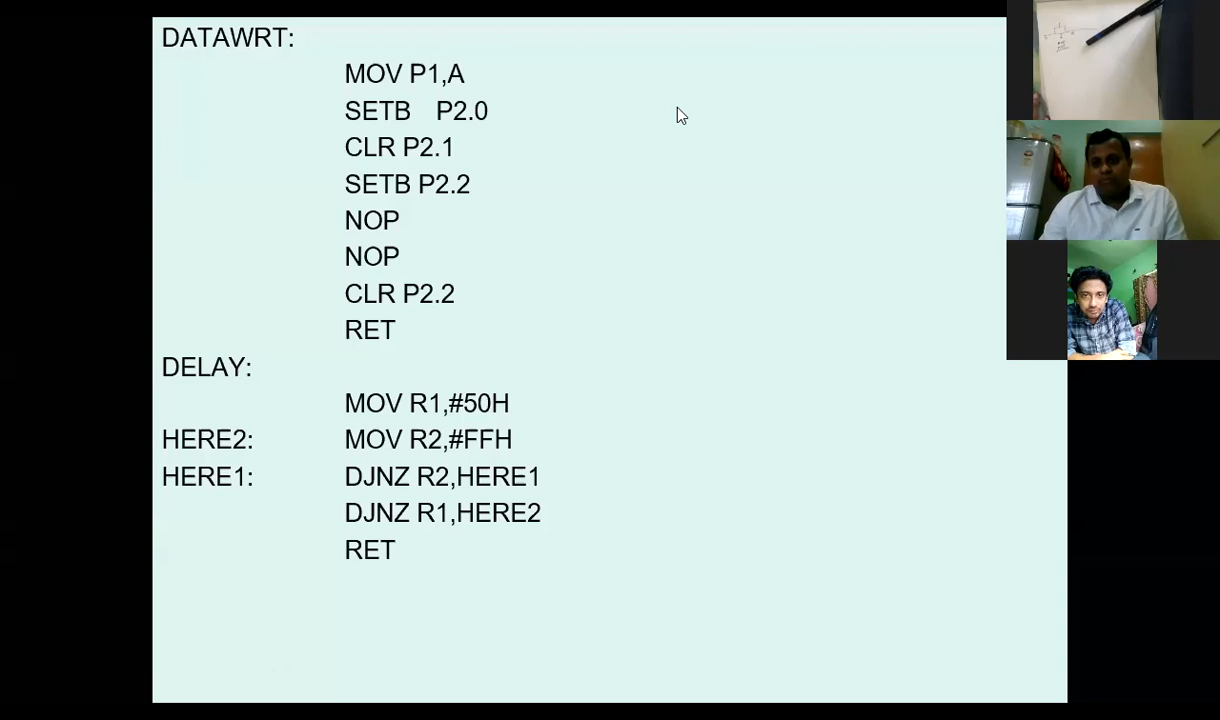 DATAWRT:
MOV P1,A
SETB P2.0
CLR P2.1
SETB P2.2
NOP
NOP
CLR P2.2
RET
DELAY:
MOV R1,#50H
HERE2: MOV R2,#FFH
HERE1: DJNZ R2,HERE1
DJNZ R1,HERE2
RET